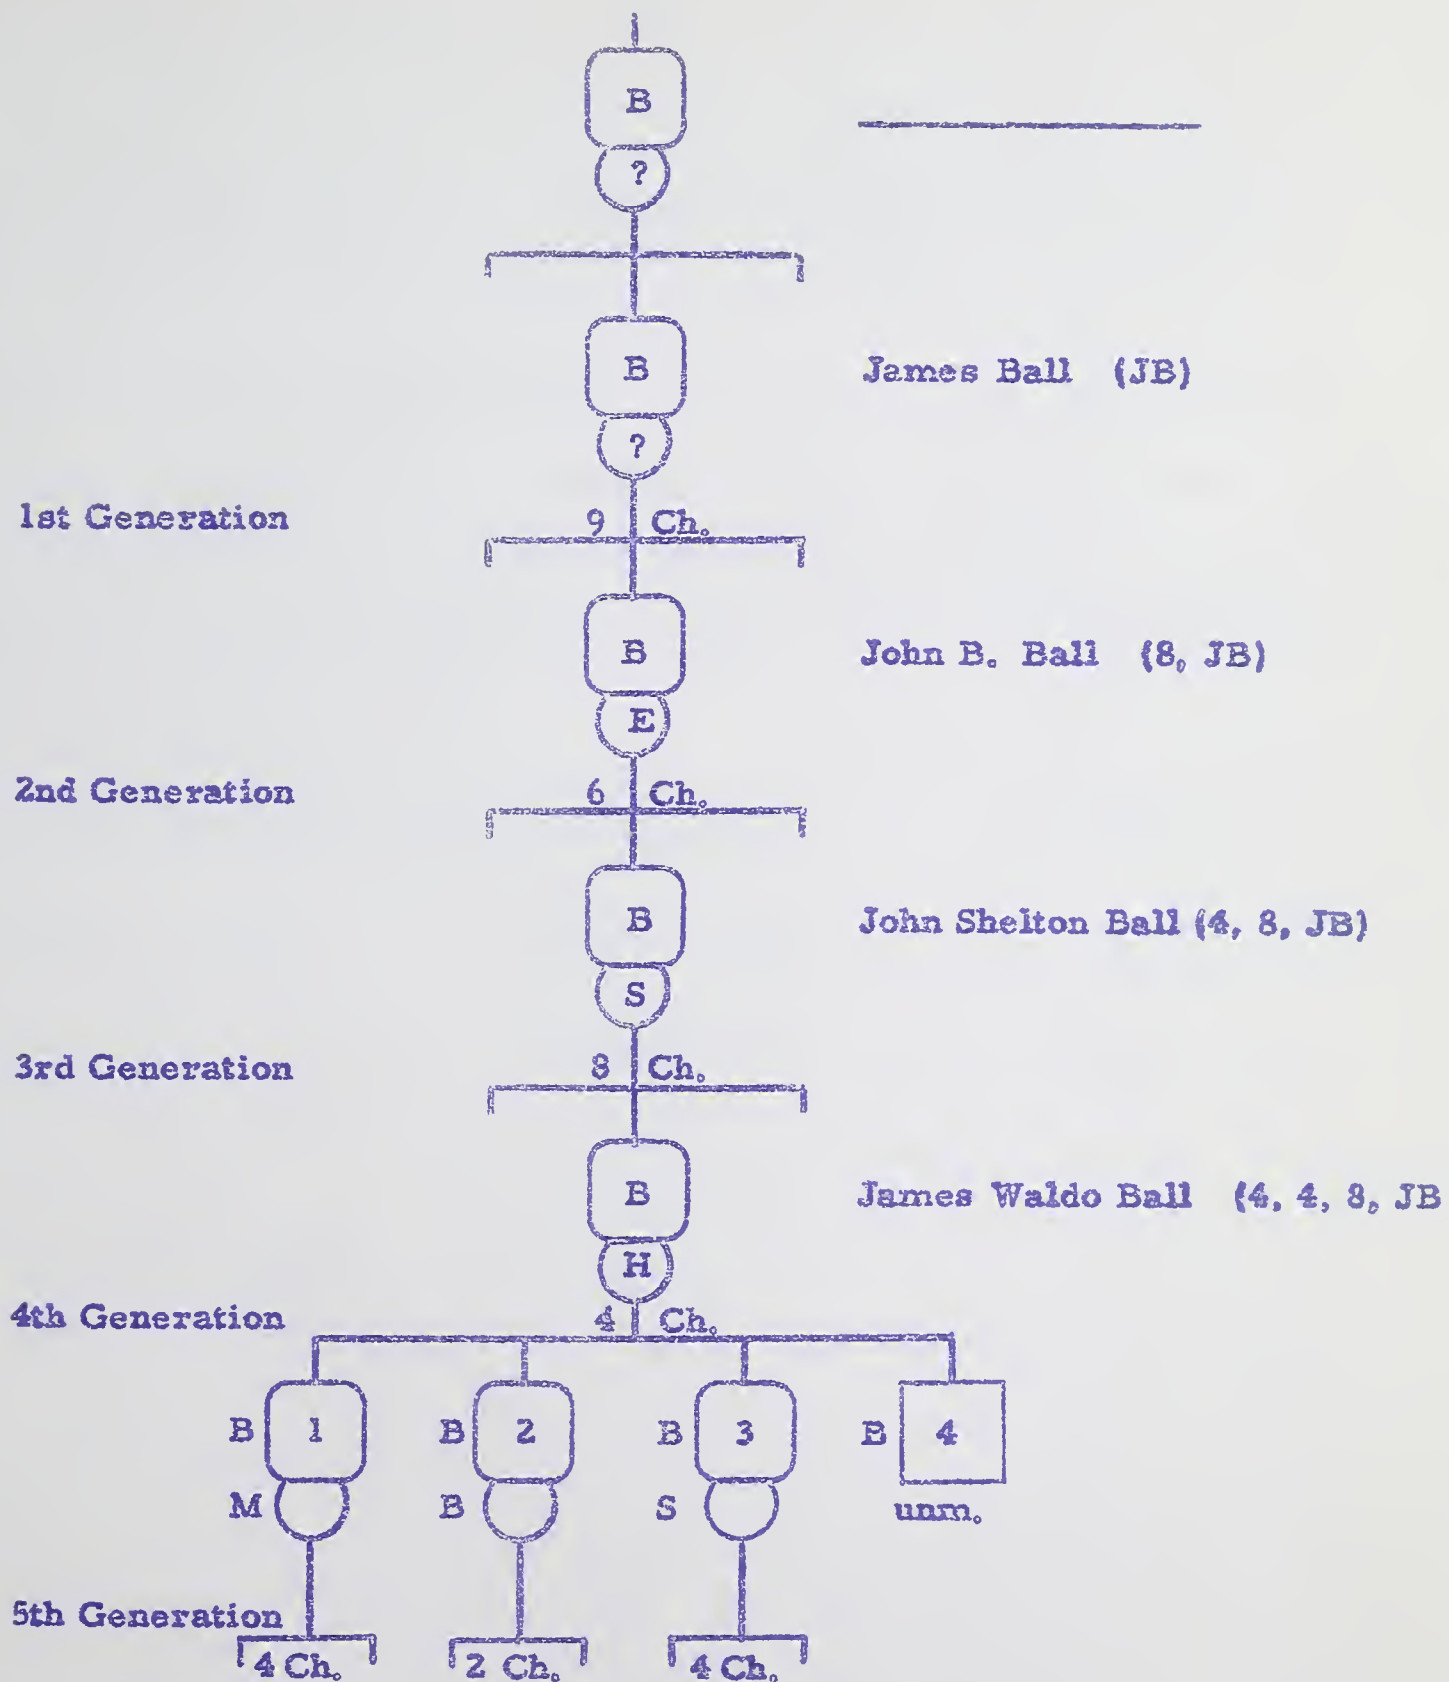 B
?
B James Ball (JB)
?
1st Generation 9 Ch.
B John B. Ball (8, JB)
E
2nd Generation 6 Ch.
B John Shelton Ball (4, 8, JB)
S
3rd Generation 8 Ch.
B James Waldo Ball (4, 4, 8, JB
H
4th Generation 4 Ch.
B 1 B 2 B 3 B 4
M B S unm.
5th Generation
4 Ch. 2 Ch. 4 Ch.